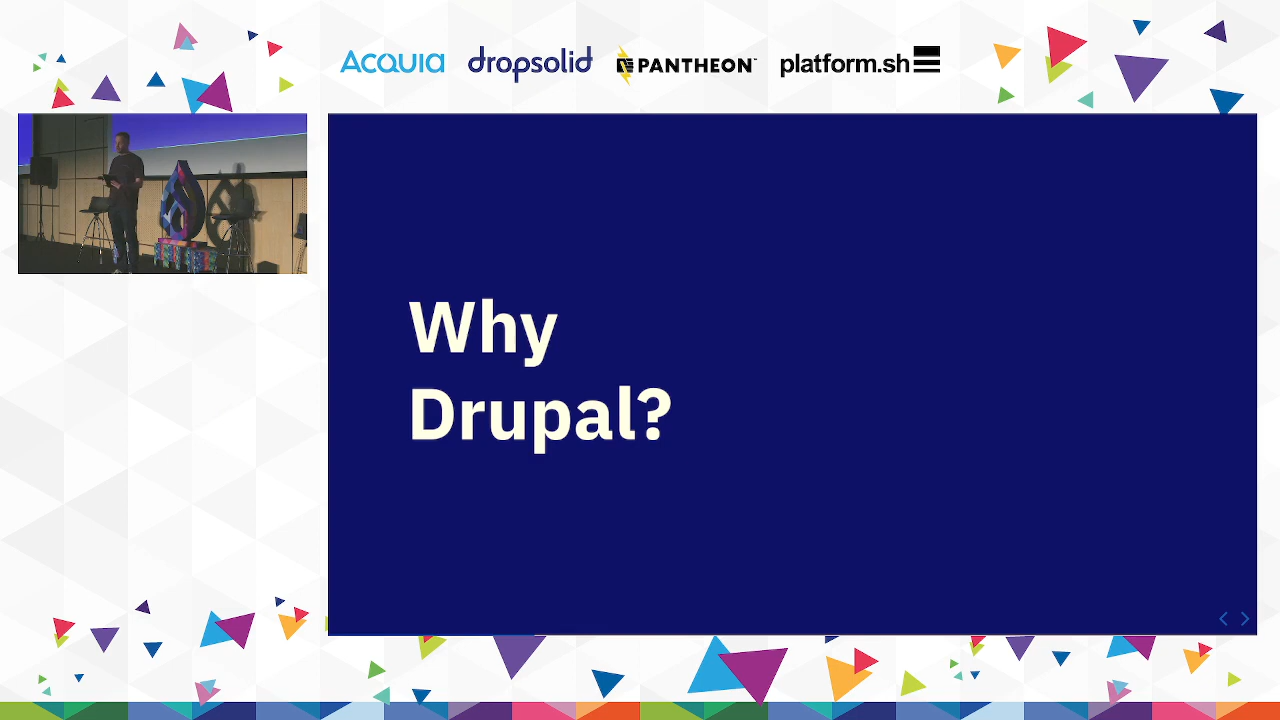 Acquia
dropsolid
PANTHEON
platform.sh
Why
Drupal?